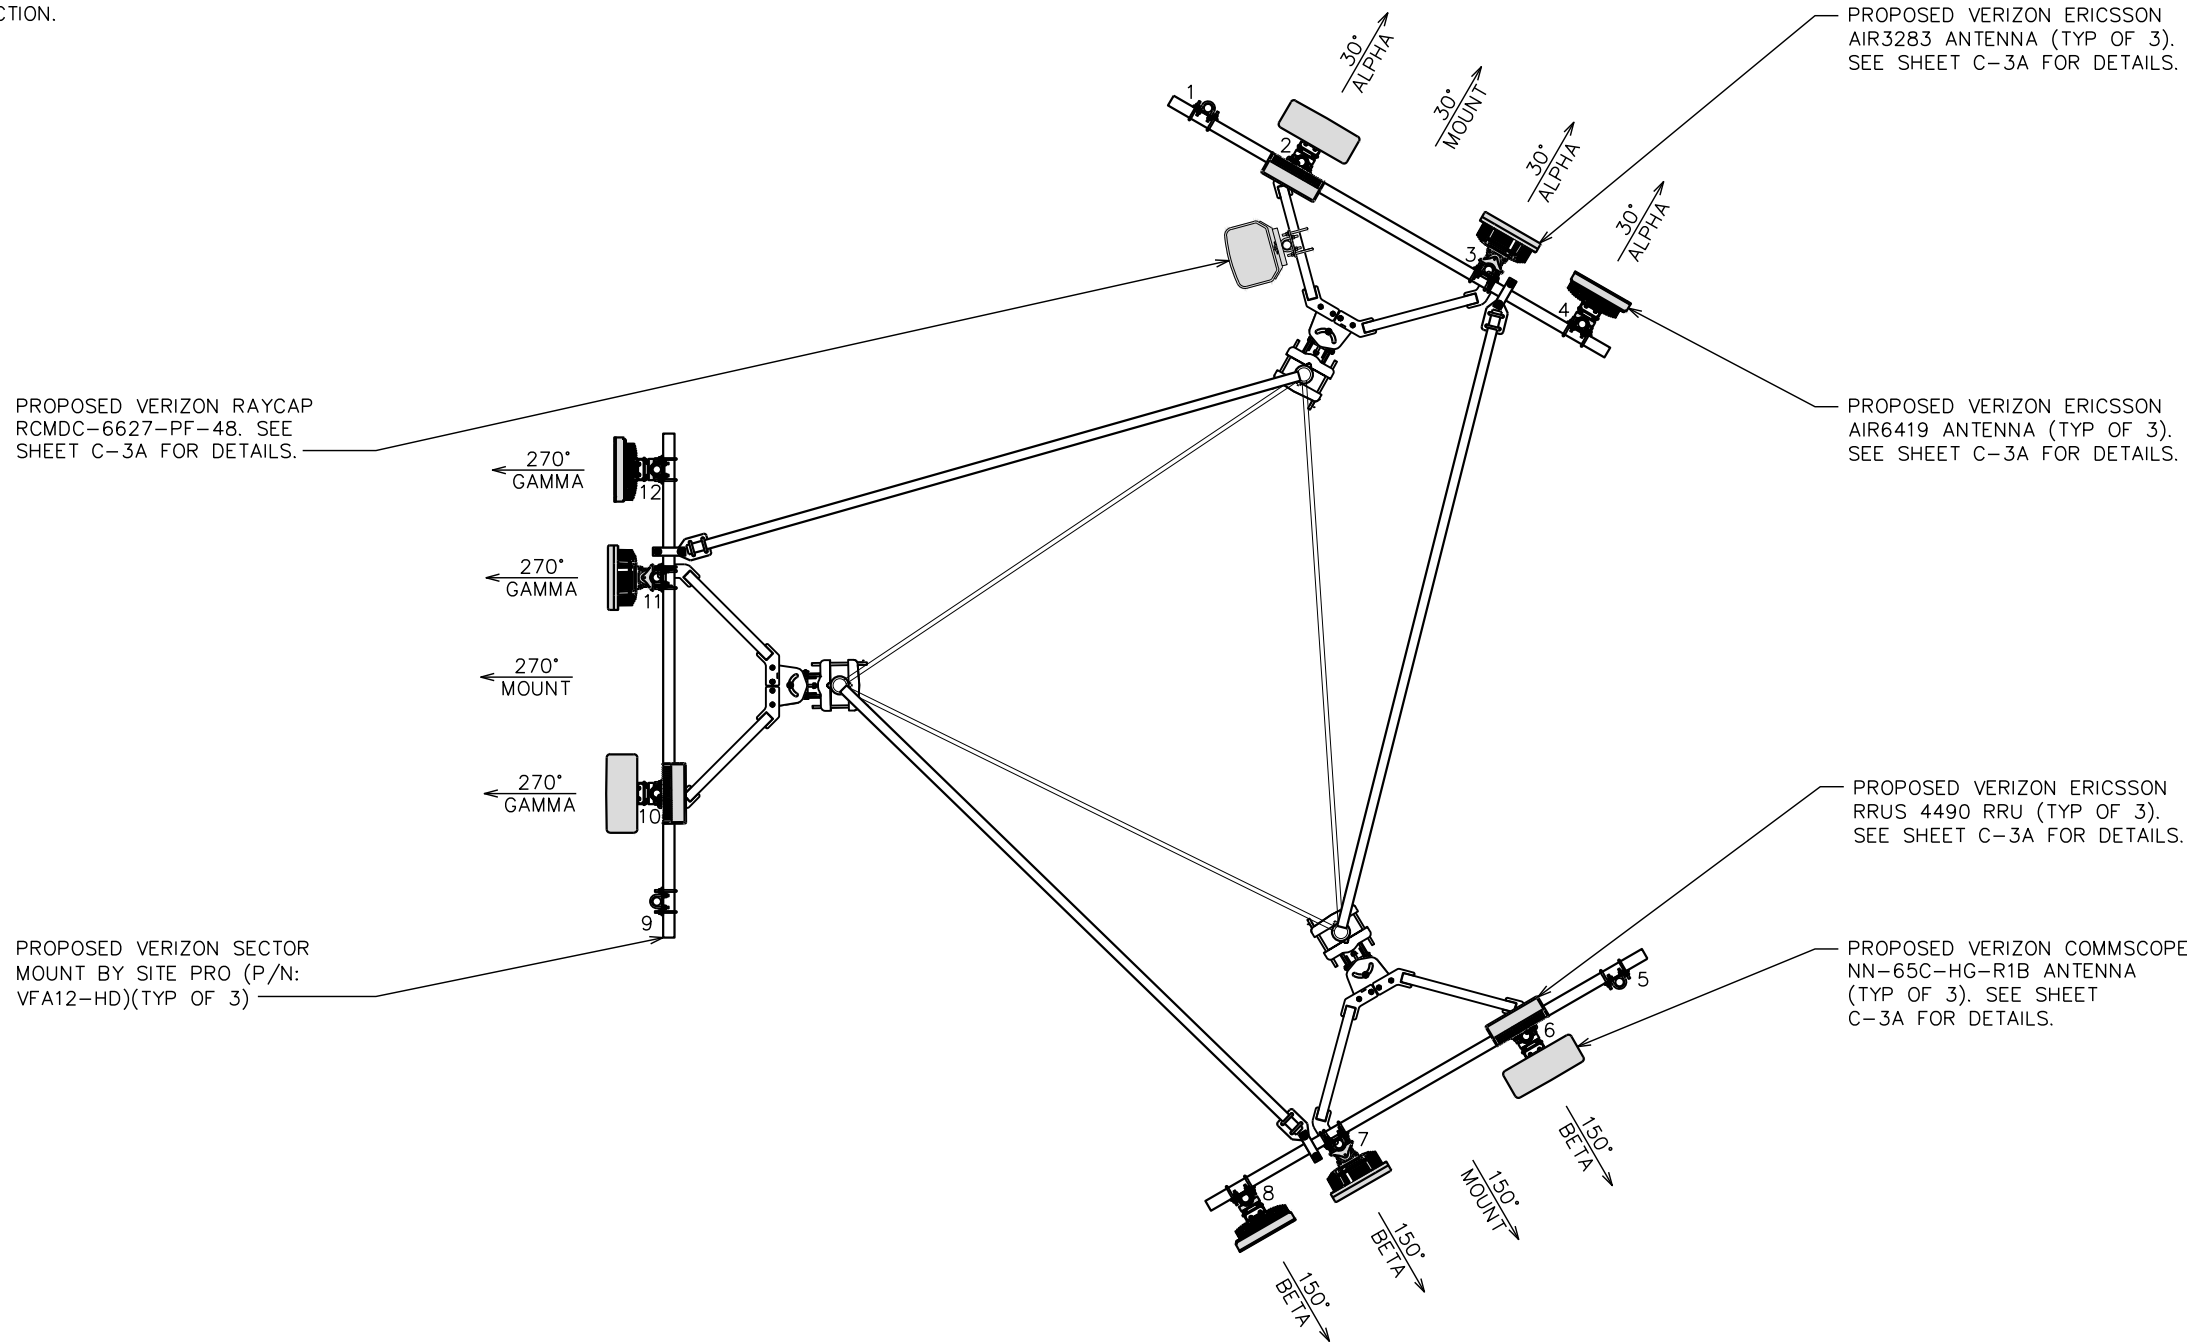 CTION.
PROPOSED VERIZON ERICSSON
AIR3283 ANTENNA (TYP OF 3).
SEE SHEET C-3A FOR DETAILS.
30°
ALPHA
30°
MOUNT
30°
ALPHA
30°
ALPHA
1
2
3
4
PROPOSED VERIZON RAYCAP
RCMDC-6627-PF-48. SEE
SHEET C-3A FOR DETAILS.
PROPOSED VERIZON ERICSSON
AIR6419 ANTENNA (TYP OF 3).
SEE SHEET C-3A FOR DETAILS.
270°
GAMMA
12
270°
GAMMA
11
270°
MOUNT
270°
GAMMA
10
9
PROPOSED VERIZON ERICSSON
RRUS 4490 RRU (TYP OF 3).
SEE SHEET C-3A FOR DETAILS.
PROPOSED VERIZON SECTOR
MOUNT BY SITE PRO (P/N:
VFA12-HD)(TYP OF 3)
PROPOSED VERIZON COMMSCOPE
NN-65C-HG-R1B ANTENNA
(TYP OF 3). SEE SHEET
C-3A FOR DETAILS.
5
6
7
8
150°
BETA
150°
MOUNT
150°
BETA
150°
BETA